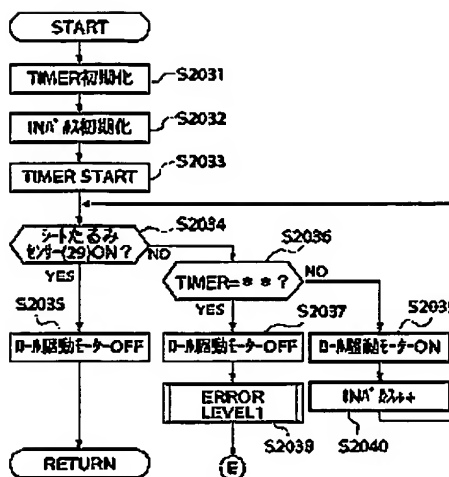 START
TIMER初期化
S2031
INパルス初期化
S2032
TIMER START
S2033
シートたるみ
センサー(29)ON?
S2034
NO
YES
TIMER=**?
S2036
NO
YES
S2035
ロール駆動モーターOFF
S2037
ロール駆動モーターOFF
S2039
ロール駆動モーターON
ERROR
LEVEL1
S2038
INパルス++
S2040
RETURN
E